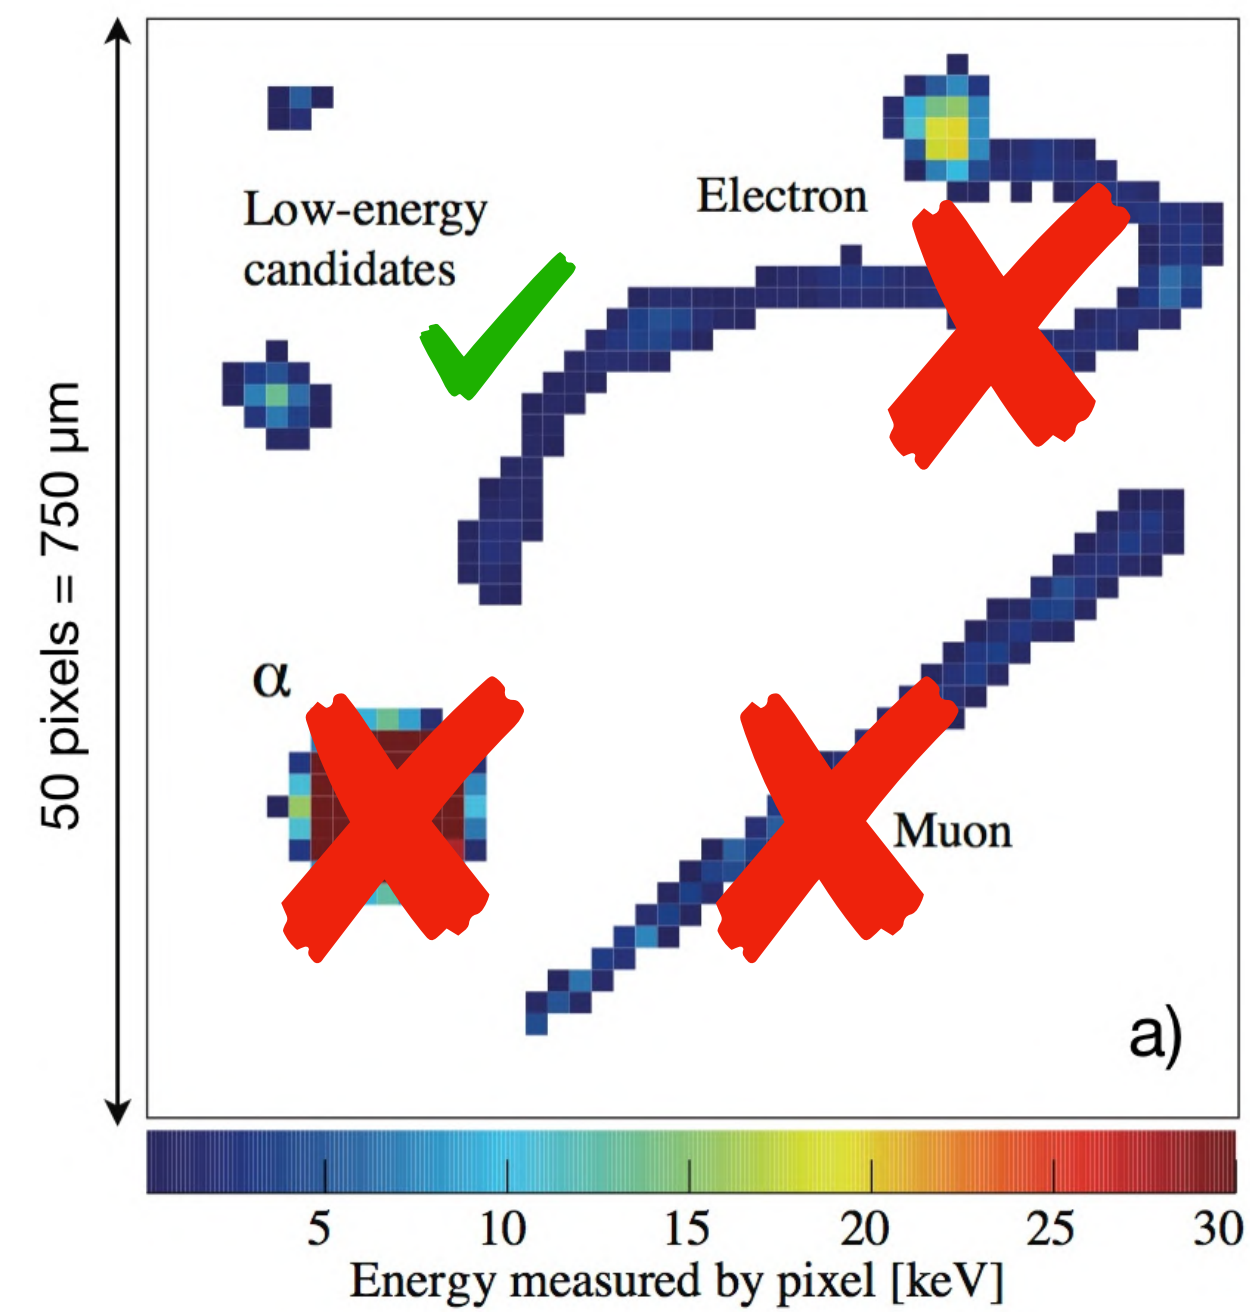 Electron
Low-energy
candidates
50 pixels = 750 μm
α
Muon
a)
5 10 15 20 25 30
Energy measured by pixel [keV]